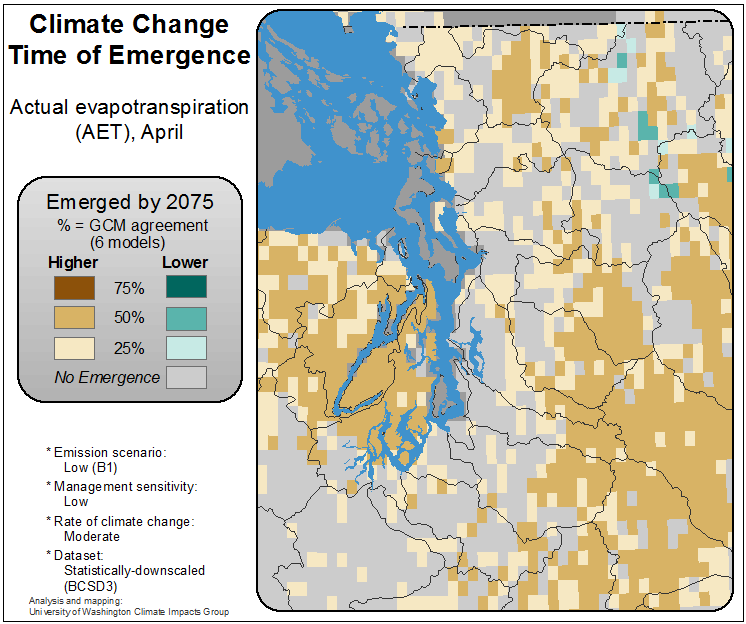 Climate Change
Time of Emergence
Actual evapotranspiration
(AET), April
Emerged by 2075
% = GCM agreement
(6 models)
Higher Lower
75%
50%
25%
No Emergence
* Emission scenario:
Low (B1)
* Management sensitivity:
Low
* Rate of climate change:
Moderate
* Dataset:
Statistically-downscaled
(BCSD3)
Analysis and mapping:
University of Washington Climate Impacts Group